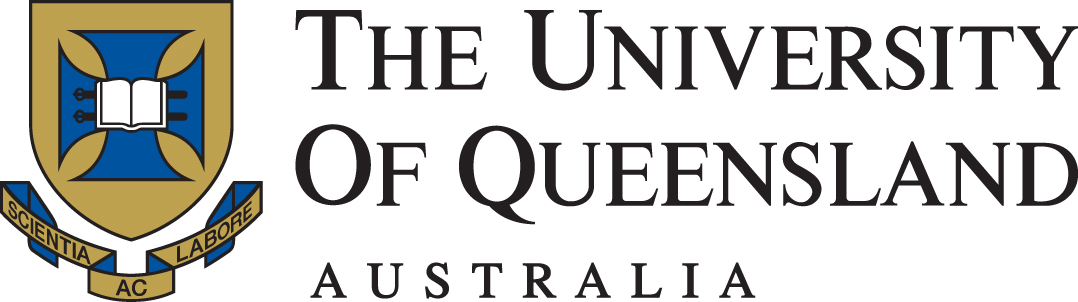 THE UNIVERSITY
OF QUEENSLAND
AUSTRALIA
SCIENTIA
AC
LABORE